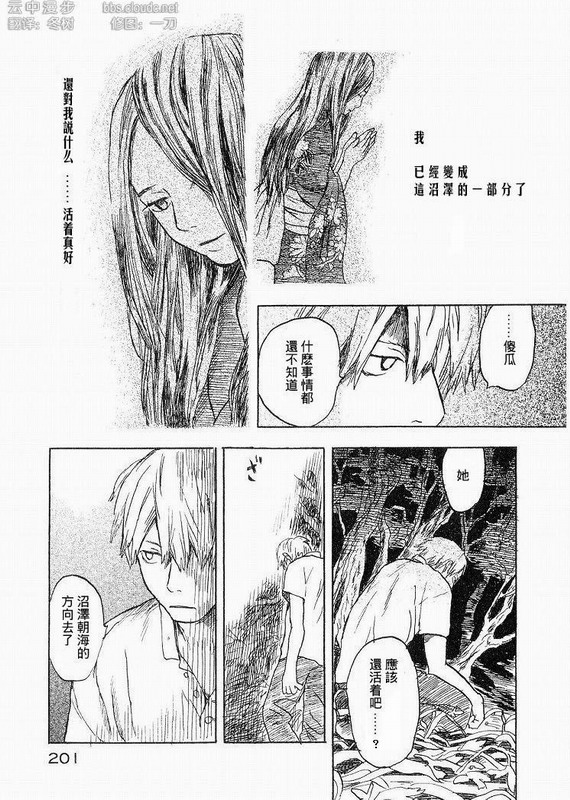 云中漫步 bbs.cloudc.net
翻译：冬树 修图：一刀
我
已經變成
這沼澤的一部分了
還對我說什么……活着真好
……
傻瓜
什麼事情都
還不知道
她
應該
還活着吧……？
ざ
沼澤朝海的
方向去了
201